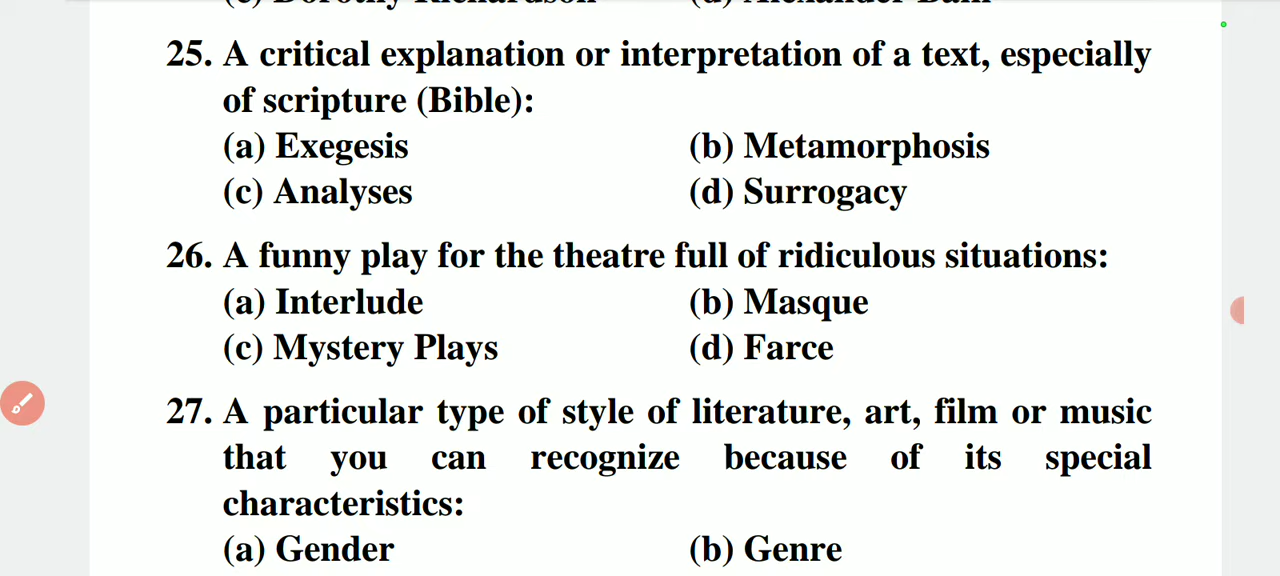 25. A critical explanation or interpretation of a text, especially
of scripture (Bible):
(a) Exegesis (b) Metamorphosis
(c) Analyses (d) Surrogacy
26. A funny play for the theatre full of ridiculous situations:
(a) Interlude (b) Masque
(c) Mystery Plays (d) Farce
27. A particular type of style of literature, art, film or music
that you can recognize because of its special
characteristics:
(a) Gender (b) Genre